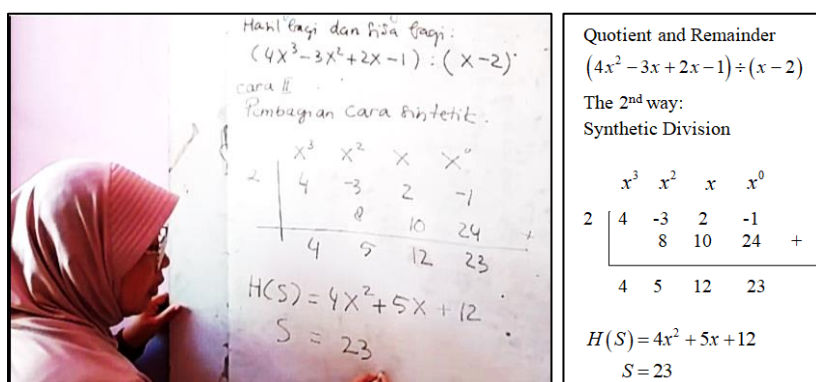 Hasil bagi dan sisa bagi :
(4x³-3x²+2x-1) : (x-2)
cara II
Pembagian cara sintetik.
x³ x² x x⁰
2 4 -3 2 -1
8 10 24 +
4 5 12 23
H(S) = 4x²+5x+12
S = 23
Quotient and Remainder
(4x²-3x+2x-1)÷(x-2)
The 2nd way:
Synthetic Division
x³ x² x x⁰
2 4 -3 2 -1
8 10 24 +
4 5 12 23
H(S)=4x²+5x+12
S=23